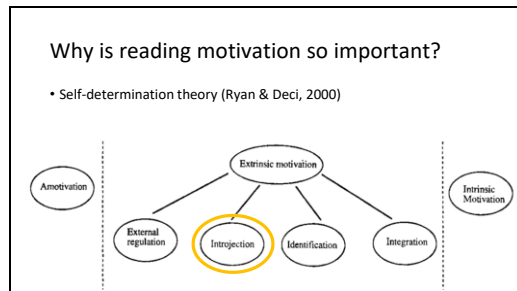 Why is reading motivation so important?
• Self-determination theory (Ryan & Deci, 2000)
Extrinsic motivation
Amotivation
Intrinsic
Motivation
External
regulation
Introjection
Identification
Integration